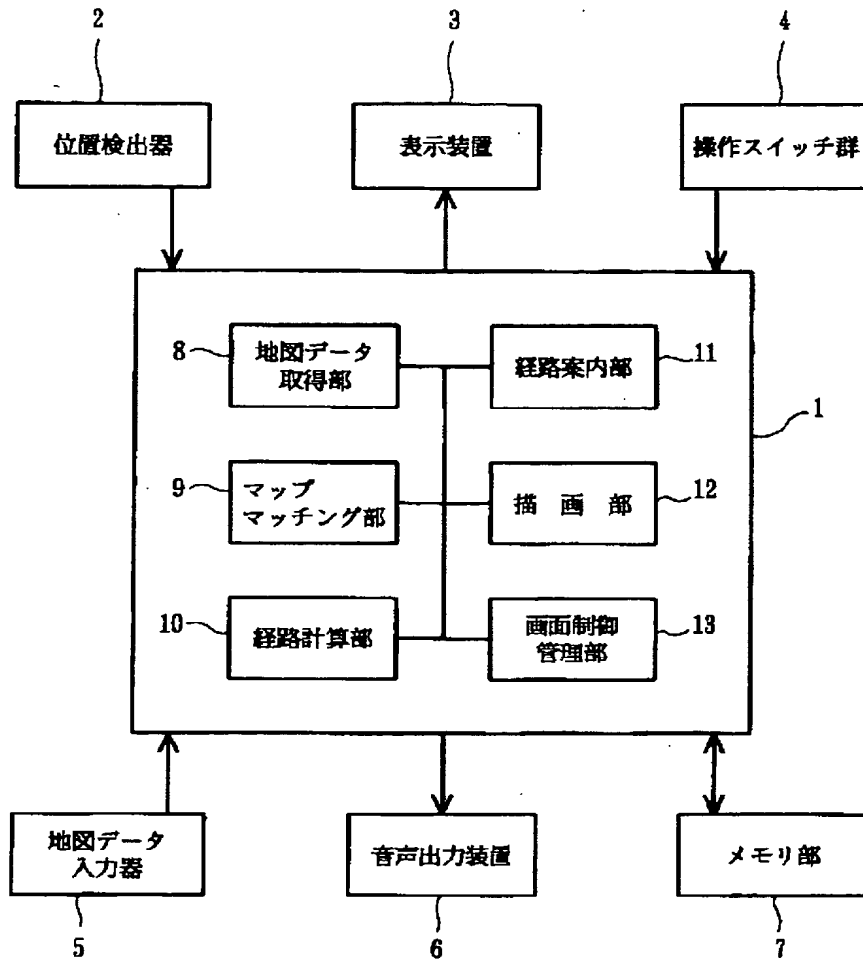 2
3
4
位置検出器
表示装置
操作スイッチ群
8
地図データ
取得部
経路案内部
11
1
9
マップ
マッチング部
描 画 部
12
10
経路計算部
画面制御
管理部
13
地図データ
入力器
音声出力装置
メモリ部
5
6
7